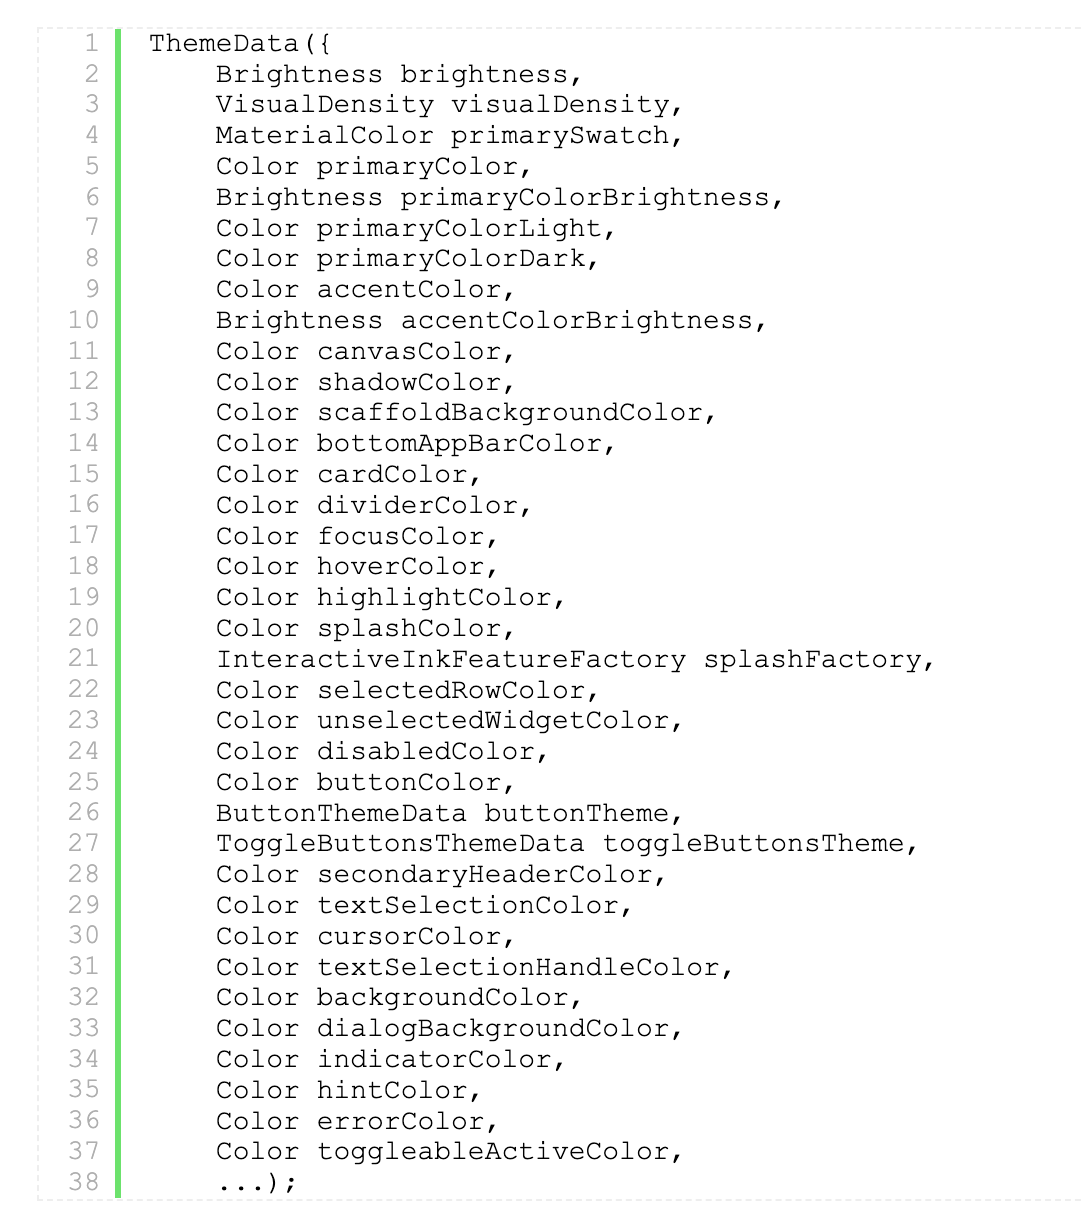 1 ThemeData({
2 Brightness brightness,
3 VisualDensity visualDensity,
4 MaterialColor primarySwatch,
5 Color primaryColor,
6 Brightness primaryColorBrightness,
7 Color primaryColorLight,
8 Color primaryColorDark,
9 Color accentColor,
10 Brightness accentColorBrightness,
11 Color canvasColor,
12 Color shadowColor,
13 Color scaffoldBackgroundColor,
14 Color bottomAppBarColor,
15 Color cardColor,
16 Color dividerColor,
17 Color focusColor,
18 Color hoverColor,
19 Color highlightColor,
20 Color splashColor,
21 InteractiveInkFeatureFactory splashFactory,
22 Color selectedRowColor,
23 Color unselectedWidgetColor,
24 Color disabledColor,
25 Color buttonColor,
26 ButtonThemeData buttonTheme,
27 ToggleButtonsThemeData toggleButtonsTheme,
28 Color secondaryHeaderColor,
29 Color textSelectionColor,
30 Color cursorColor,
31 Color textSelectionHandleColor,
32 Color backgroundColor,
33 Color dialogBackgroundColor,
34 Color indicatorColor,
35 Color hintColor,
36 Color errorColor,
37 Color toggleableActiveColor,
38 ...);